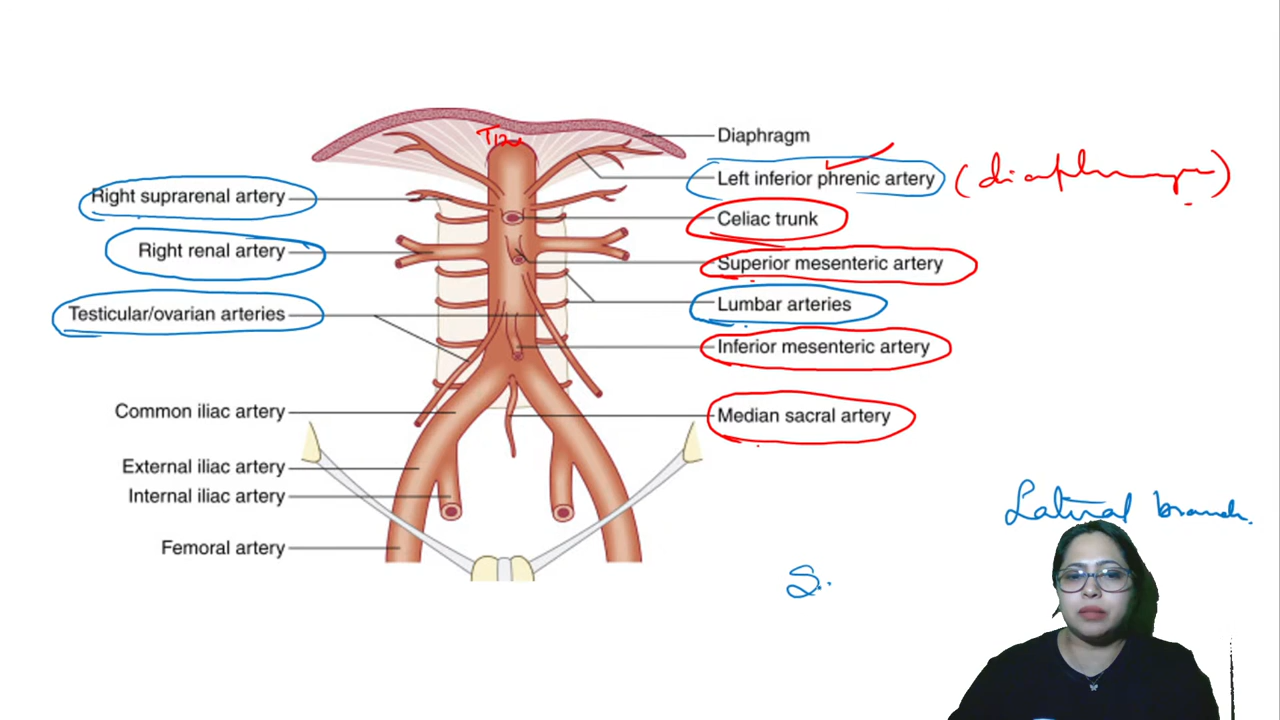 Diaphragm
Left inferior phrenic artery
Right suprarenal artery
Celiac trunk
Right renal artery
Superior mesenteric artery
Lumbar arteries
Testicular/ovarian arteries
Inferior mesenteric artery
Common iliac artery
Median sacral artery
External iliac artery
Internal iliac artery
Femoral artery
Lateral branch.
S.